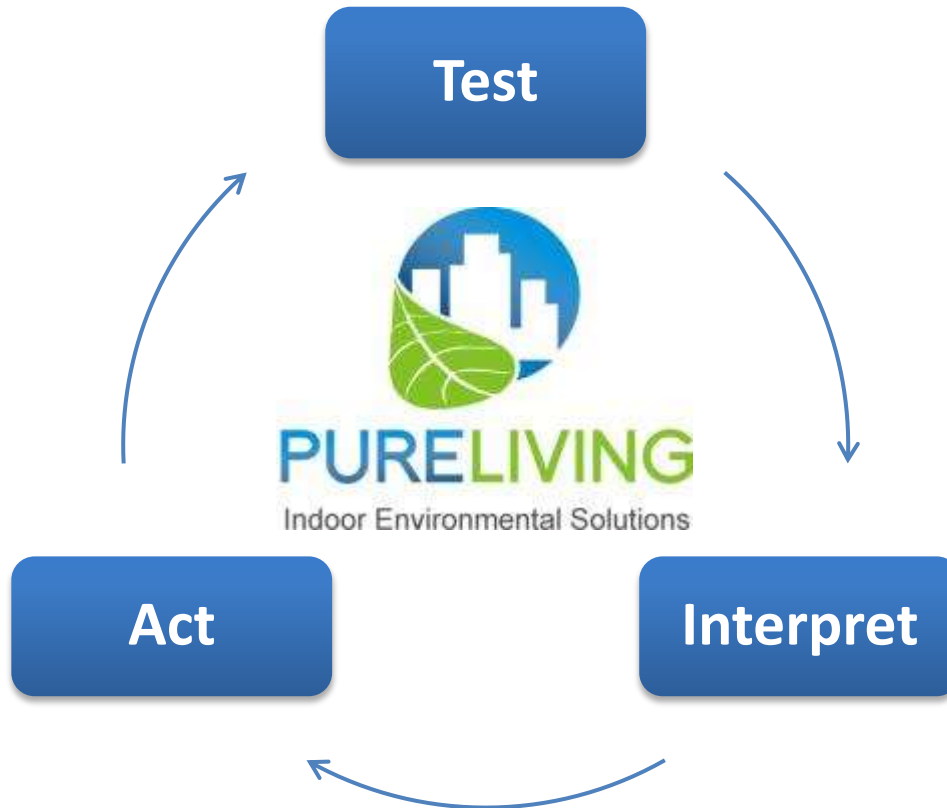 Test
PURELIVING
Indoor Environmental Solutions
Act
Interpret